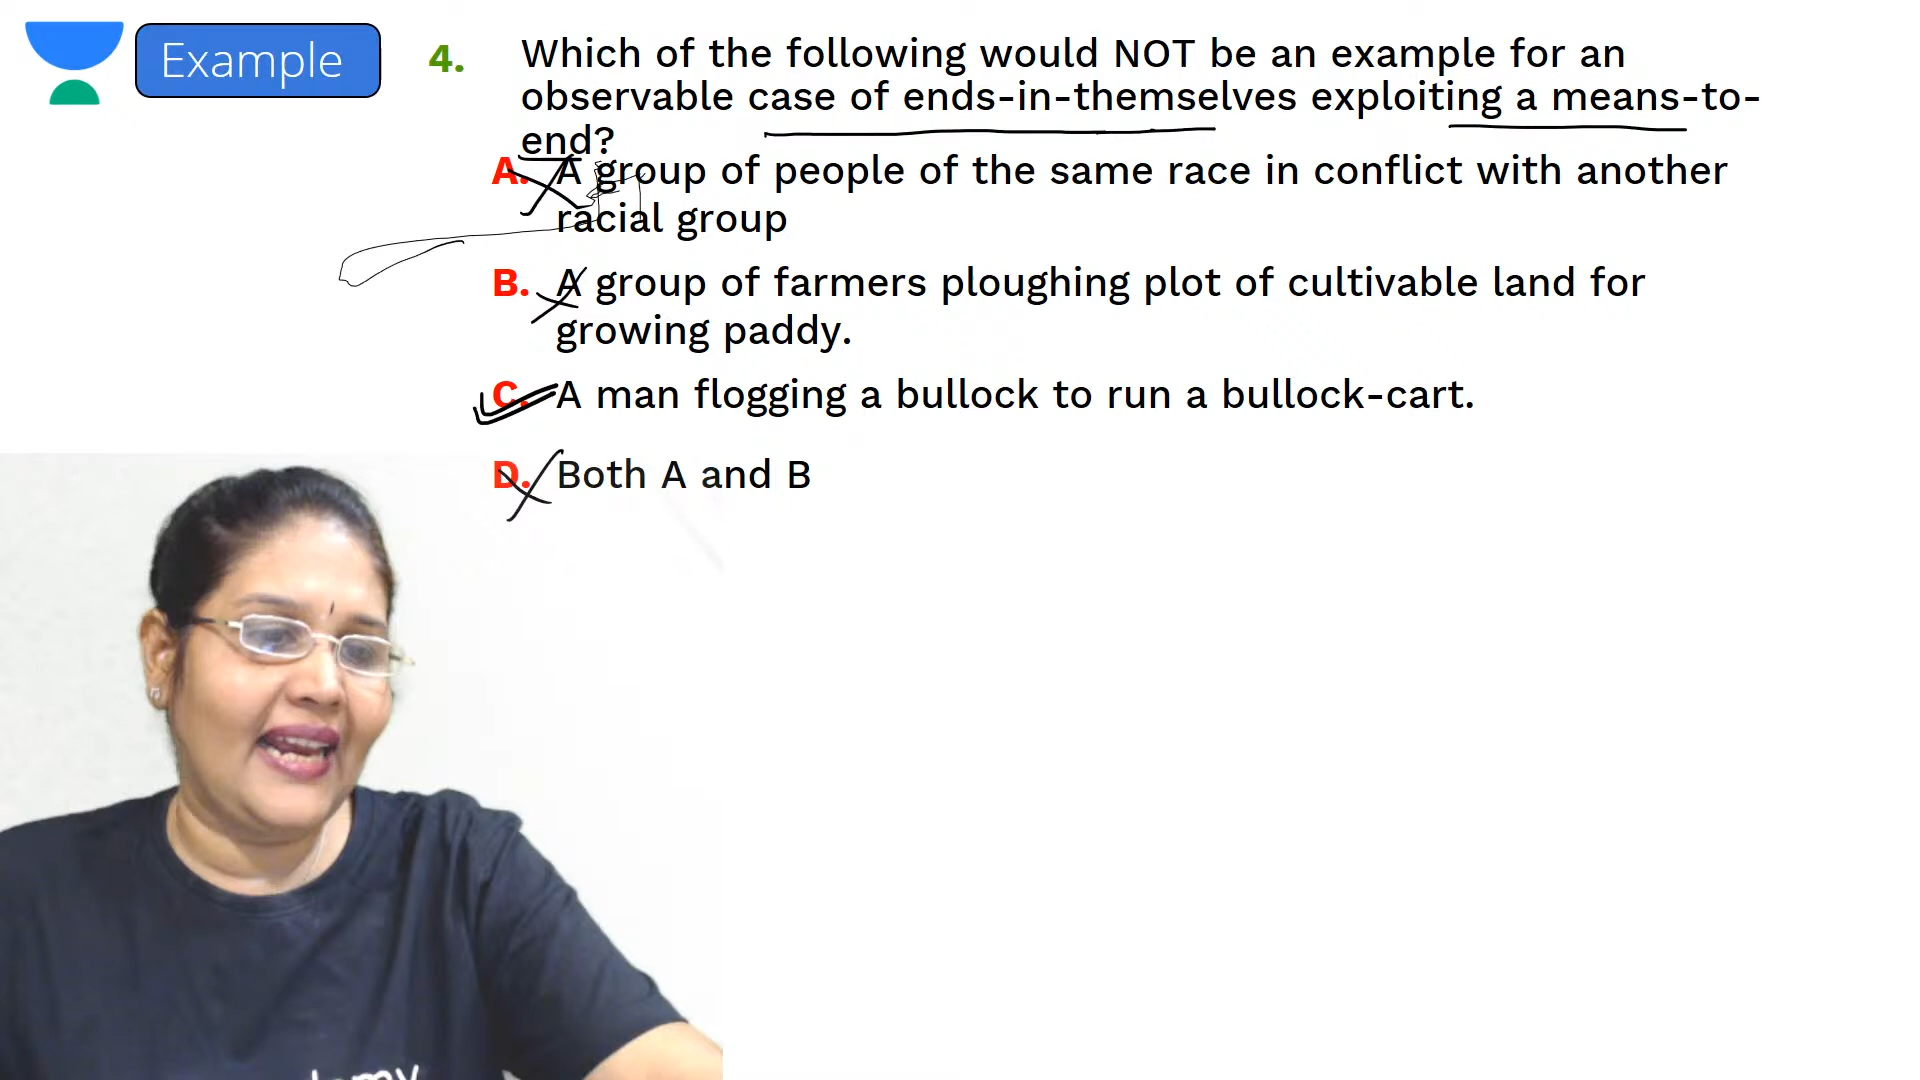 Example
4. Which of the following would NOT be an example for an
observable case of ends-in-themselves exploiting a means-to-
end?
A. A group of people of the same race in conflict with another
racial group
B. A group of farmers ploughing plot of cultivable land for
growing paddy.
C. A man flogging a bullock to run a bullock-cart.
D. Both A and B